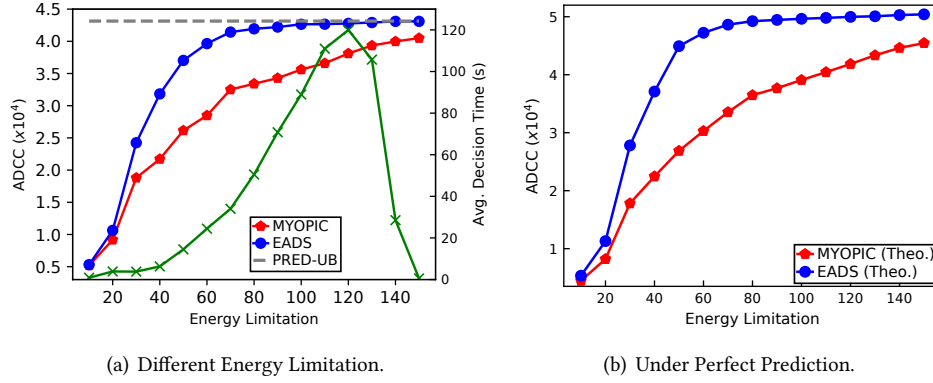 4.5
4.0
3.5
3.0
2.5
2.0
1.5
1.0
0.5
ADCC (x10⁴)
120
100
80
60
40
20
0
Avg. Decision Time (s)
MYOPIC
EADS
PRED-UB
20 40 60 80 100 120 140
Energy Limitation
(a) Different Energy Limitation.
5
4
3
2
1
ADCC (x10⁴)
MYOPIC (Theo.)
EADS (Theo.)
20 40 60 80 100 120 140
Energy Limitation
(b) Under Perfect Prediction.